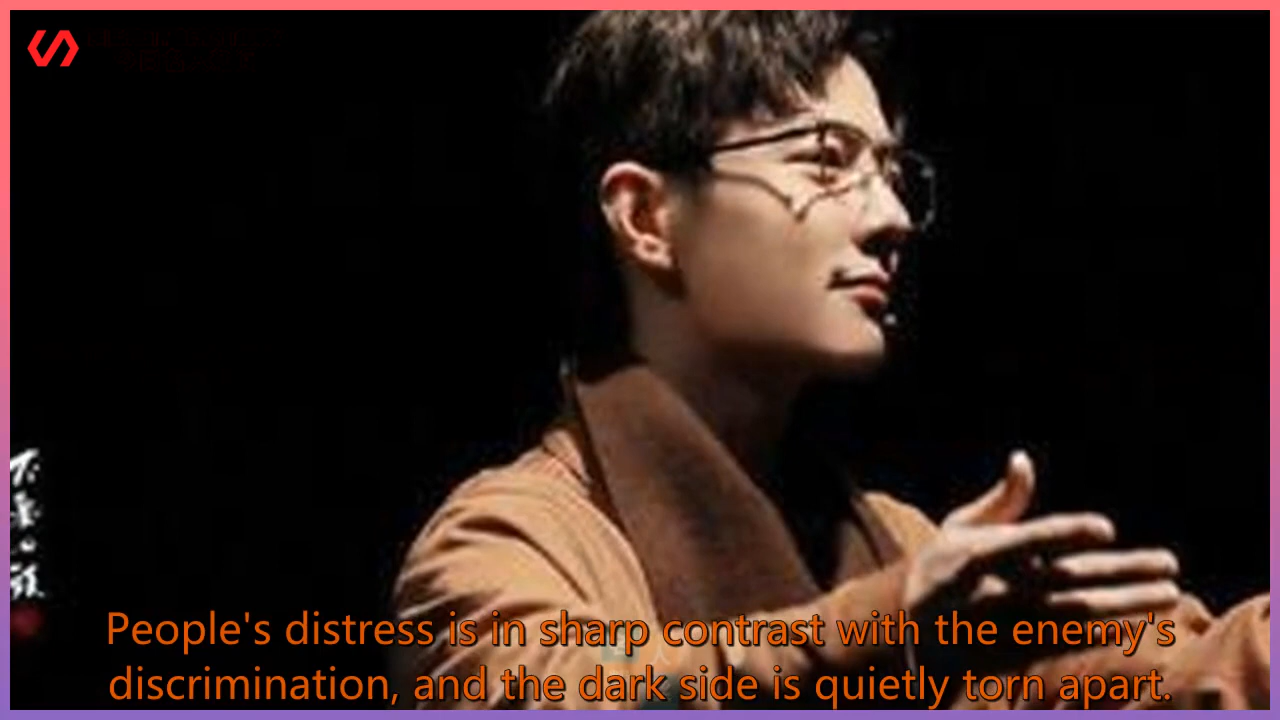 People's distress is in sharp contrast with the enemy's
discrimination, and the dark side is quietly torn apart.